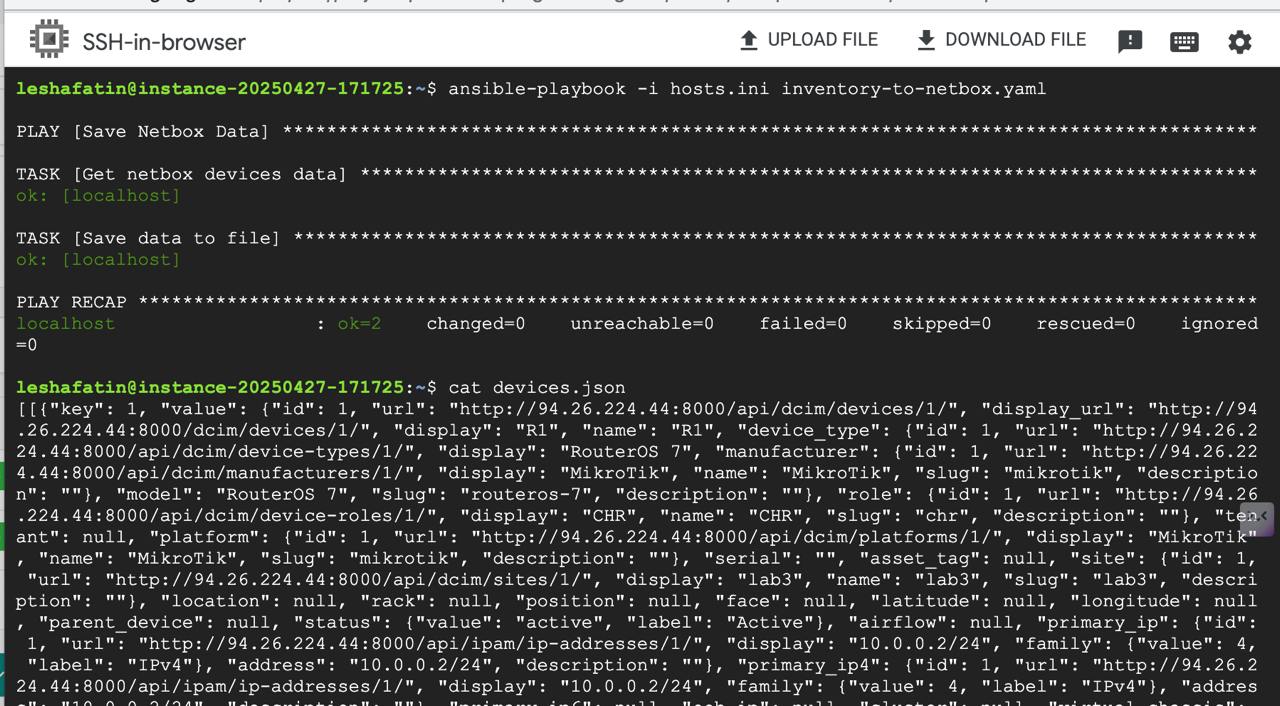 SSH-in-browser
UPLOAD FILE
DOWNLOAD FILE
leshafatin@instance-20250427-171725:~$ ansible-playbook -i hosts.ini inventory-to-netbox.yaml
PLAY [Save Netbox Data] ****************************************************************************************
TASK [Get netbox devices data] *********************************************************************************
ok: [localhost]
TASK [Save data to file] ***************************************************************************************
ok: [localhost]
PLAY RECAP *****************************************************************************************************
localhost                  : ok=2    changed=0    unreachable=0    failed=0    skipped=0    rescued=0    ignored
=0
leshafatin@instance-20250427-171725:~$ cat devices.json
[[{"key": 1, "value": {"id": 1, "url": "http://94.26.224.44:8000/api/dcim/devices/1/", "display_url": "http://94
.26.224.44:8000/dcim/devices/1/", "display": "R1", "name": "R1", "device_type": {"id": 1, "url": "http://94.26.2
24.44:8000/api/dcim/device-types/1/", "display": "RouterOS 7", "manufacturer": {"id": 1, "url": "http://94.26.22
4.44:8000/api/dcim/manufacturers/1/", "display": "MikroTik", "name": "MikroTik", "slug": "mikrotik", "descriptio
n": ""}, "model": "RouterOS 7", "slug": "routeros-7", "description": ""}, "role": {"id": 1, "url": "http://94.26
.224.44:8000/api/dcim/device-roles/1/", "display": "CHR", "name": "CHR", "slug": "chr", "description": ""}, "ten
ant": null, "platform": {"id": 1, "url": "http://94.26.224.44:8000/api/dcim/platforms/1/", "display": "MikroTik"
, "name": "MikroTik", "slug": "mikrotik", "description": ""}, "serial": "", "asset_tag": null, "site": {"id": 1,
"url": "http://94.26.224.44:8000/api/dcim/sites/1/", "display": "lab3", "name": "lab3", "slug": "lab3", "descri
ption": ""}, "location": null, "rack": null, "position": null, "face": null, "latitude": null, "longitude": null
, "parent_device": null, "status": {"value": "active", "label": "Active"}, "airflow": null, "primary_ip": {"id":
1, "url": "http://94.26.224.44:8000/api/ipam/ip-addresses/1/", "display": "10.0.0.2/24", "family": {"value": 4,
"label": "IPv4"}, "address": "10.0.0.2/24", "description": ""}, "primary_ip4": {"id": 1, "url": "http://94.26.2
24.44:8000/api/ipam/ip-addresses/1/", "display": "10.0.0.2/24", "family": {"value": 4, "label": "IPv4"}, "addres